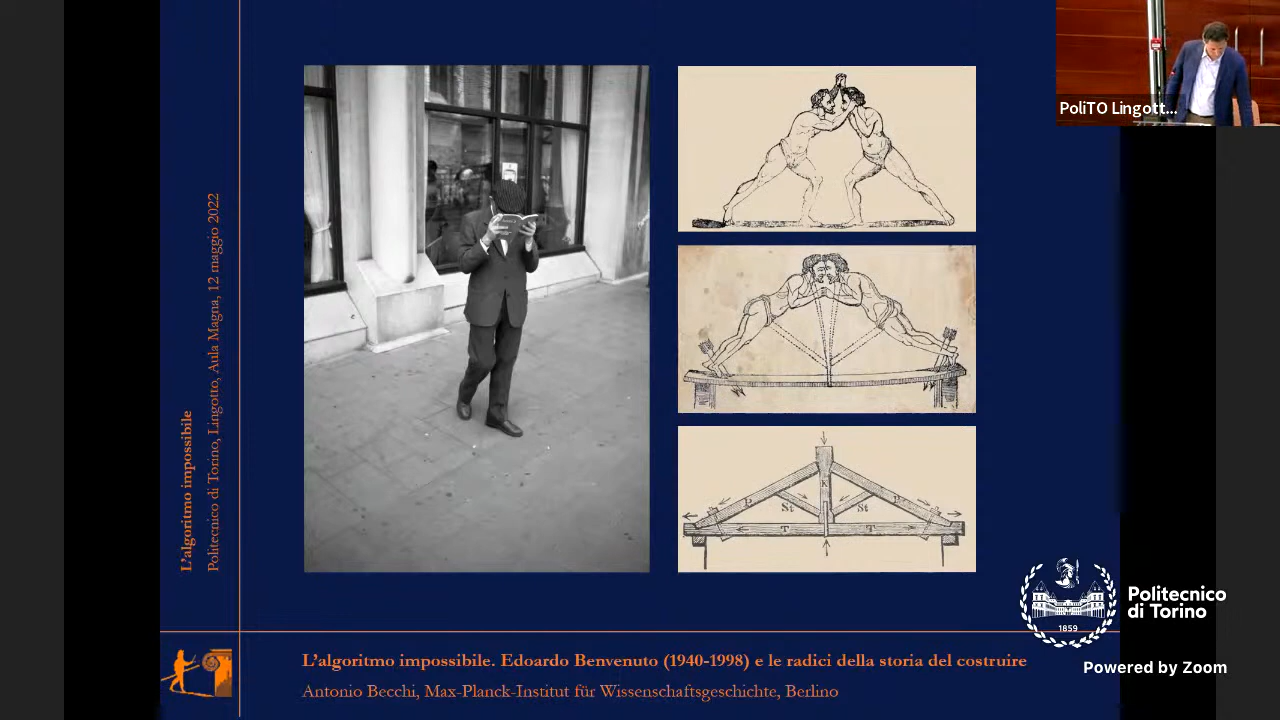 PoliTO Lingott...
L'algoritmo impossibile
Politecnico di Torino, Lingotto, Aula Magna, 12 maggio 2022
K
P
P
St
St
T
T
Politecnico
di Torino
1859
L'algoritmo impossibile. Edoardo Benvenuto (1940-1998) e le radici della storia del costruire
Antonio Becchi, Max-Planck-Institut für Wissenschaftsgeschichte, Berlino
Powered by Zoom